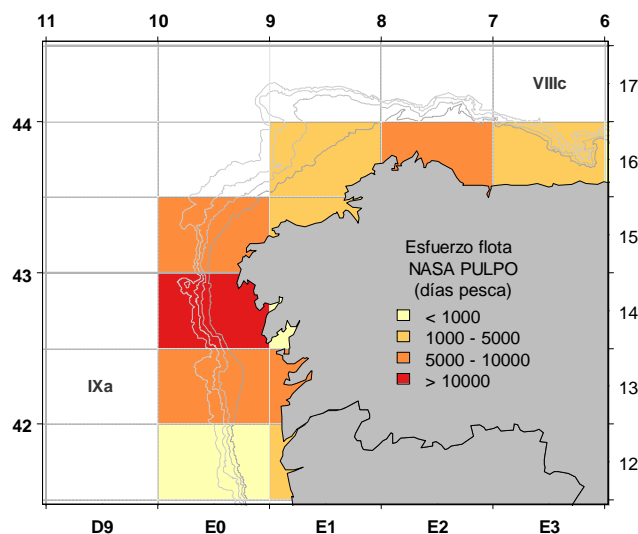 11 10 9 8 7 6
VIIIc
17
44
16
15
Esfuerzo flota
NASA PULPO
(días pesca)
43
< 1000
14
1000 - 5000
5000 - 10000
IXa
> 10000
13
42
12
D9 E0 E1 E2 E3